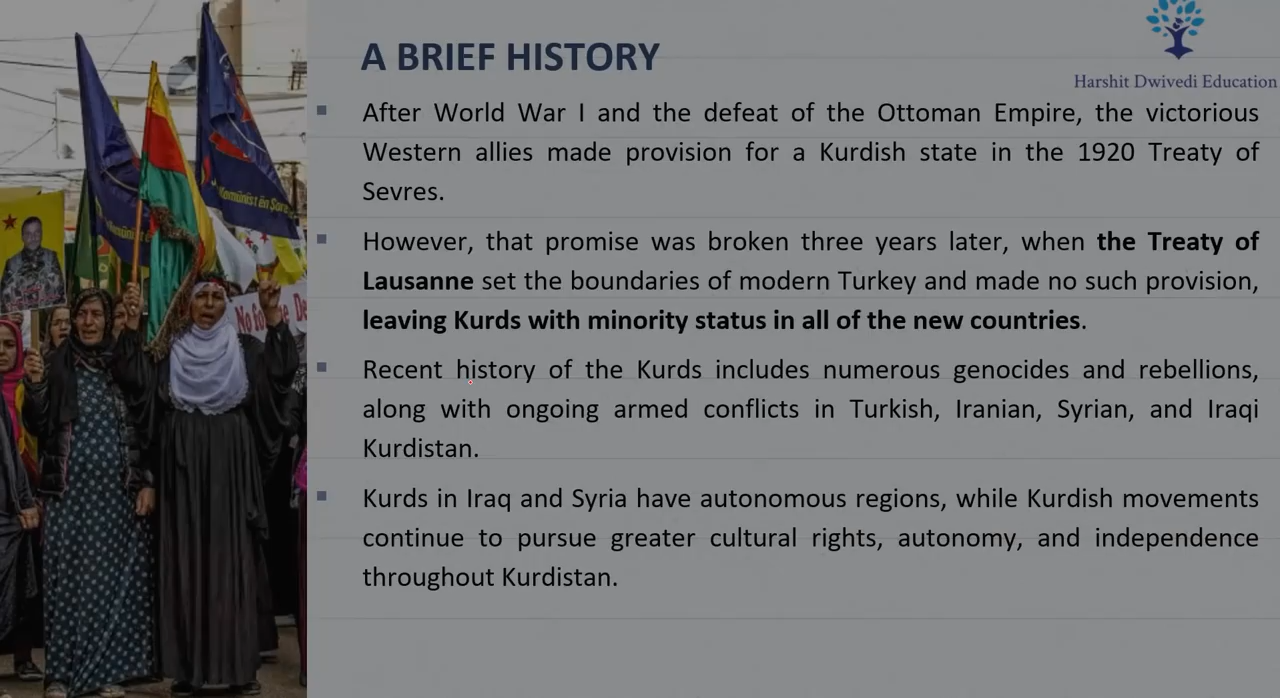 A BRIEF HISTORY
Harshit Dwivedi Education
▪ After World War I and the defeat of the Ottoman Empire, the victorious
Western allies made provision for a Kurdish state in the 1920 Treaty of
Sevres.
▪ However, that promise was broken three years later, when the Treaty of
Lausanne set the boundaries of modern Turkey and made no such provision,
leaving Kurds with minority status in all of the new countries.
▪ Recent history of the Kurds includes numerous genocides and rebellions,
along with ongoing armed conflicts in Turkish, Iranian, Syrian, and Iraqi
Kurdistan.
▪ Kurds in Iraq and Syria have autonomous regions, while Kurdish movements
continue to pursue greater cultural rights, autonomy, and independence
throughout Kurdistan.
Komunîst ên
No